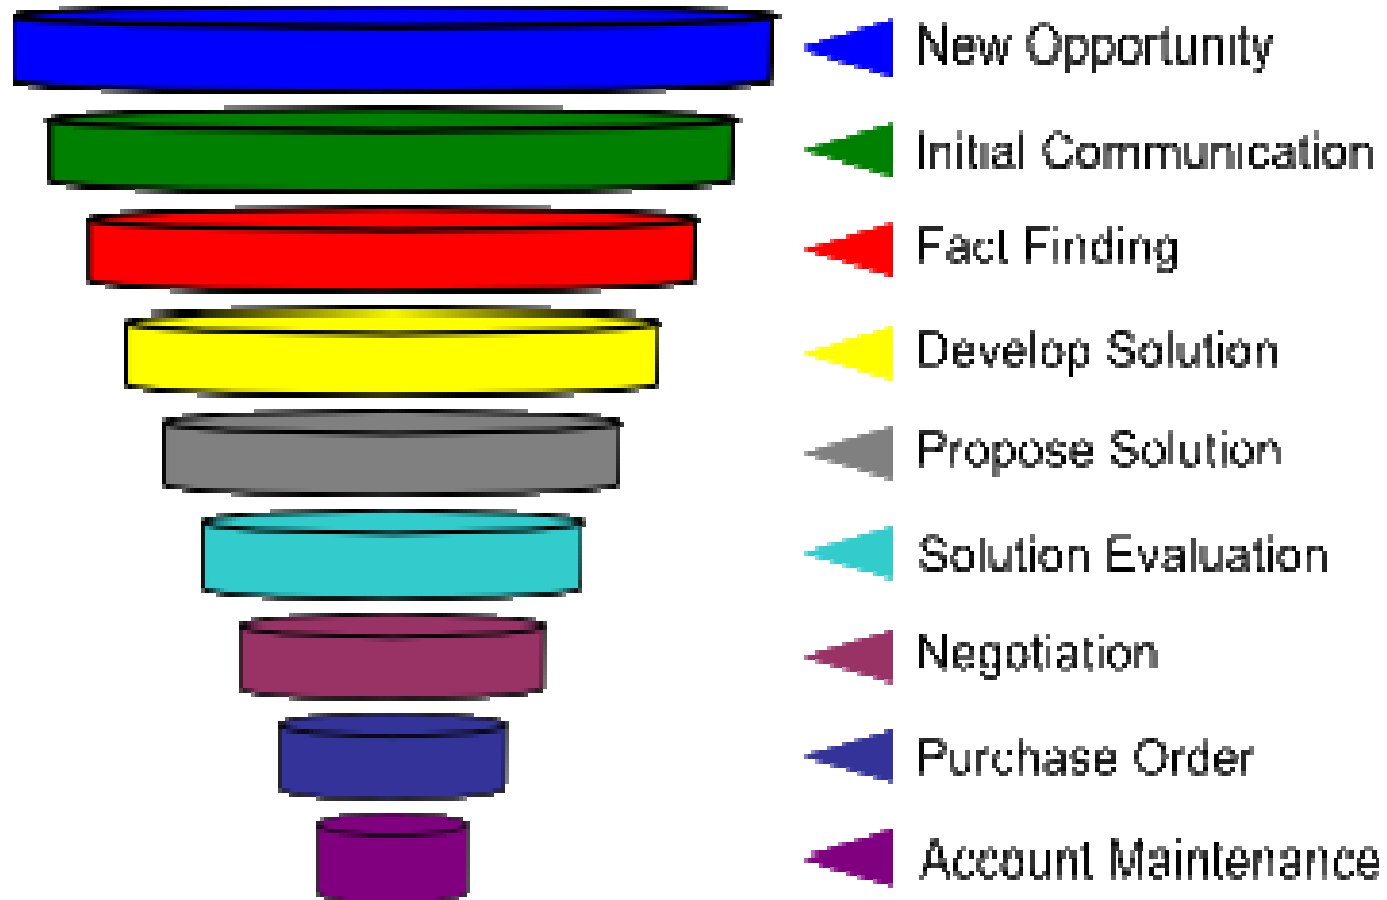 New Opportunity
Initial Communication
Fact Finding
Develop Solution
Propose Solution
Solution Evaluation
Negotiation
Purchase Order
Account Maintenance